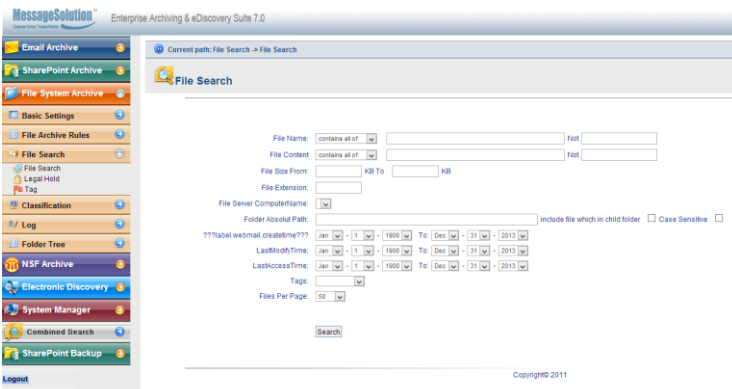 MessageSolution™ Enterprise Archiving & eDiscovery Suite 7.0
Email Archive
SharePoint Archive
File System Archive
Basic Settings
File Archive Rules
File Search
File Search
Legal Hold
Tag
Classification
Log
Folder Tree
NSF Archive
Electronic Discovery
System Manager
Combined Search
SharePoint Backup
Logout
Current path: File Search -> File Search
File Search
File Name: contains all of Not
File Content contains all of Not
File Size From: KB To KB
File Extension:
File Server ComputerName:
Folder Absolut Path: include file which in child folder Case Sensitive
???label.webmail.createtime??? Jan - 1 - 1900 To: Dec - 31 - 2013
LastModifyTime; Jan - 1 - 1900 To: Dec - 31 - 2013
LastAccessTime; Jan - 1 - 1900 To: Dec - 31 - 2013
Tags:
Files Per Page: 50
Search
Copyright© 2011